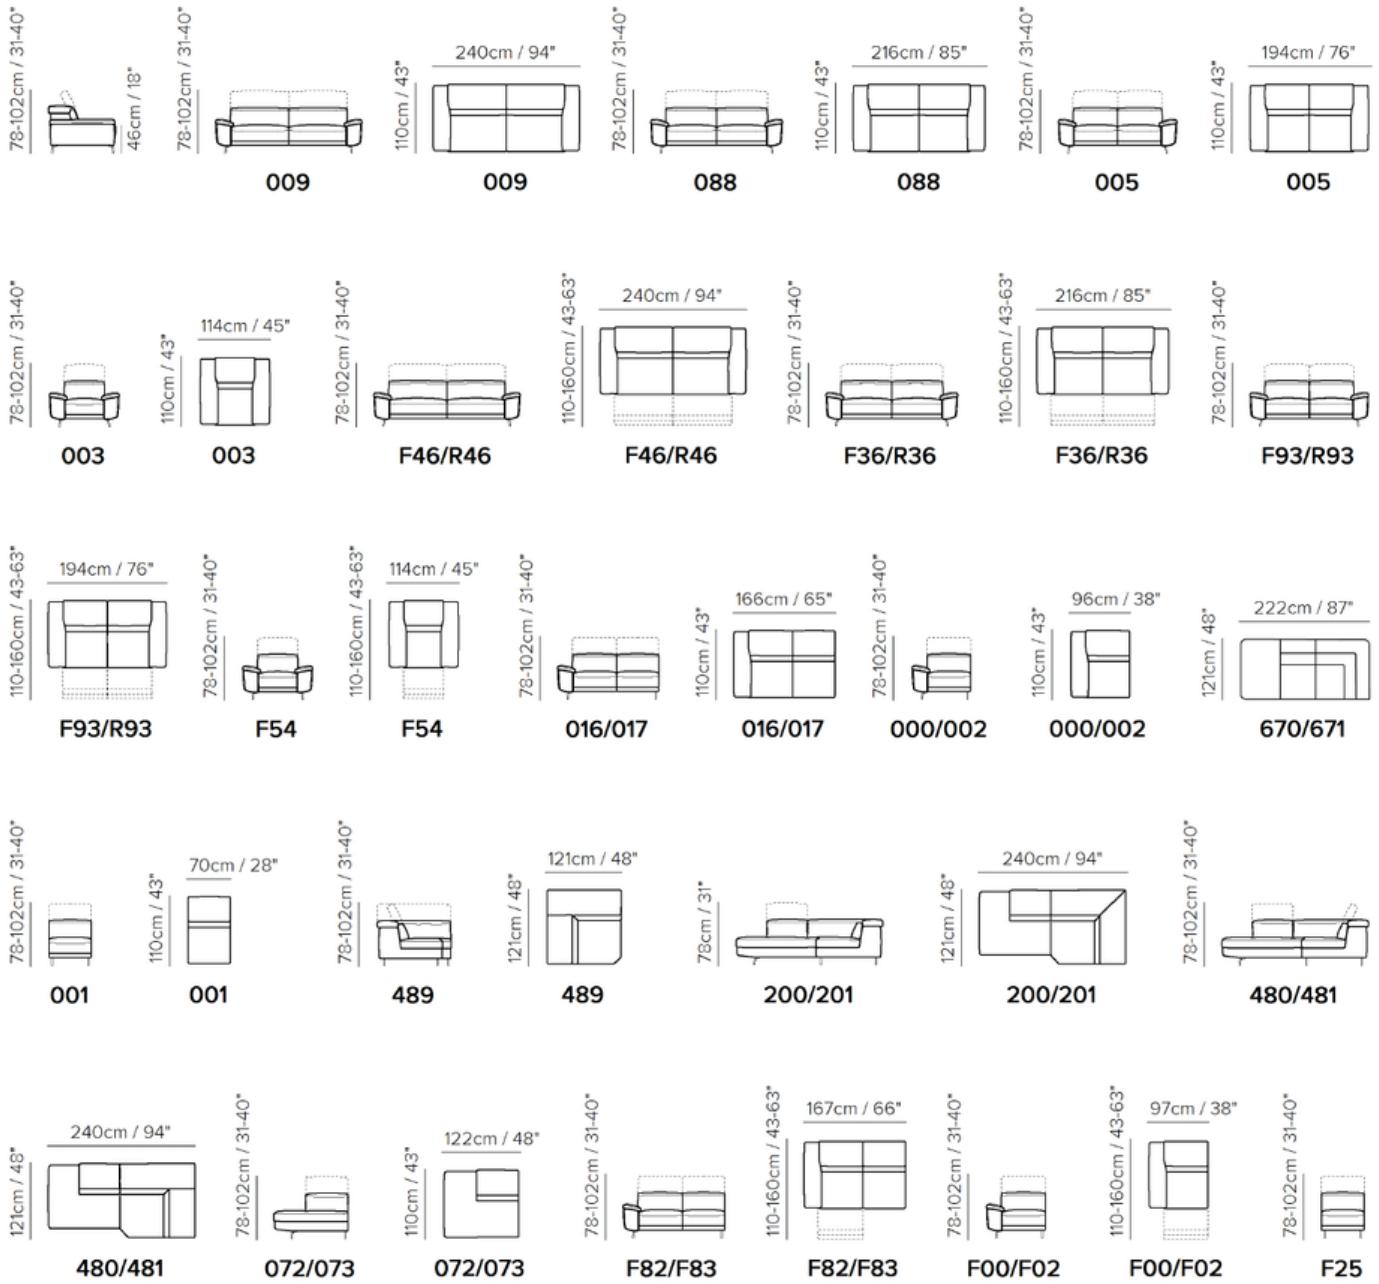 78-102cm / 31-40"
46cm / 18"
78-102cm / 31-40"
009
110cm / 43"
240cm / 94"
009
78-102cm / 31-40"
088
110cm / 43"
216cm / 85"
088
78-102cm / 31-40"
005
110cm / 43"
194cm / 76"
005
78-102cm / 31-40"
003
110cm / 43"
114cm / 45"
003
78-102cm / 31-40"
F46/R46
110-160cm / 43-63"
240cm / 94"
F46/R46
78-102cm / 31-40"
F36/R36
110-160cm / 43-63"
216cm / 85"
F36/R36
78-102cm / 31-40"
F93/R93
110-160cm / 43-63"
194cm / 76"
F93/R93
78-102cm / 31-40"
F54
110-160cm / 43-63"
114cm / 45"
F54
78-102cm / 31-40"
016/017
110cm / 43"
166cm / 65"
016/017
78-102cm / 31-40"
000/002
110cm / 43"
96cm / 38"
000/002
121cm / 48"
222cm / 87"
670/671
78-102cm / 31-40"
001
110cm / 43"
70cm / 28"
001
78-102cm / 31-40"
489
121cm / 48"
121cm / 48"
489
78cm / 31"
200/201
121cm / 48"
240cm / 94"
200/201
78-102cm / 31-40"
480/481
121cm / 48"
240cm / 94"
480/481
78-102cm / 31-40"
072/073
110cm / 43"
122cm / 48"
072/073
78-102cm / 31-40"
F82/F83
110-160cm / 43-63"
167cm / 66"
F82/F83
78-102cm / 31-40"
F00/F02
110-160cm / 43-63"
97cm / 38"
F00/F02
78-102cm / 31-40"
F25